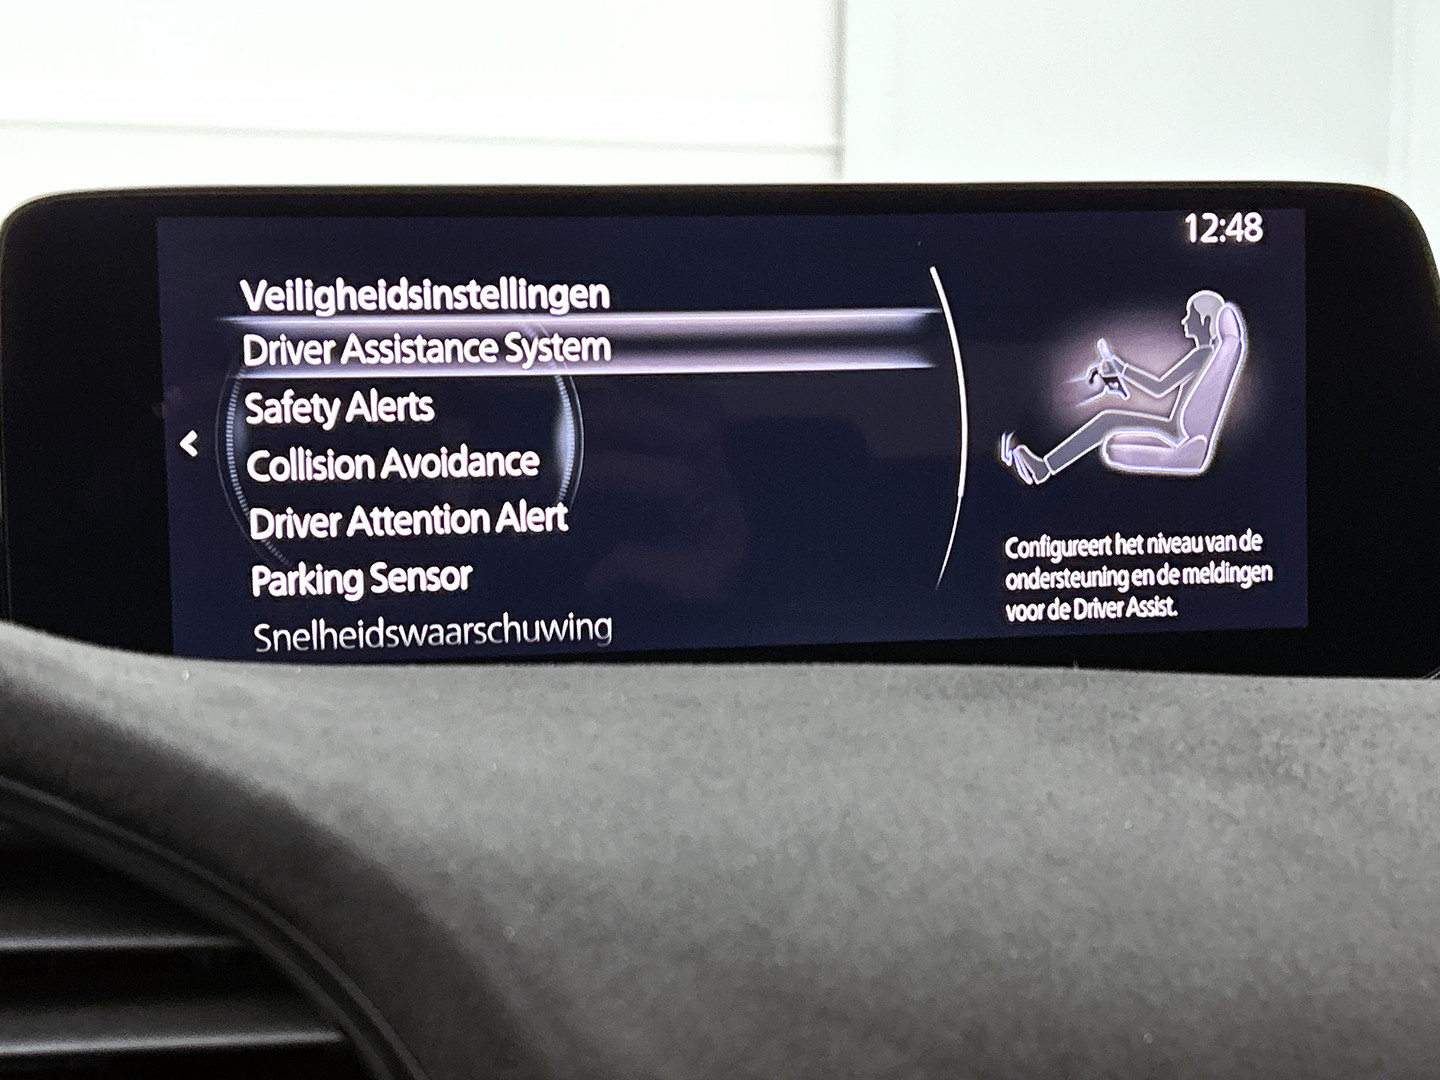 12:48
Veiligheidsinstellingen
Driver Assistance System
Safety Alerts
Collision Avoidance
Driver Attention Alert
Parking Sensor
Snelheidswaarschuwing
Configureert het niveau van de
ondersteuning en de meldingen
voor de Driver Assist.